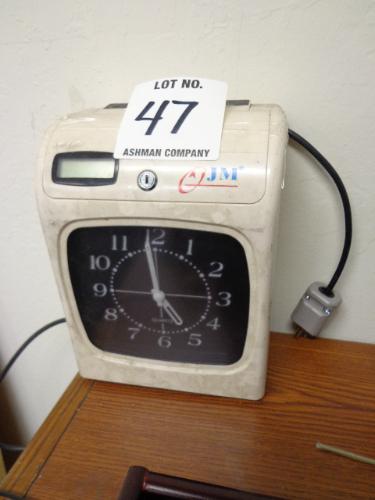 LOT NO.
47
ASHMAN COMPANY
JM
12
11 1
10 2
9 3
8 4
7 5
6